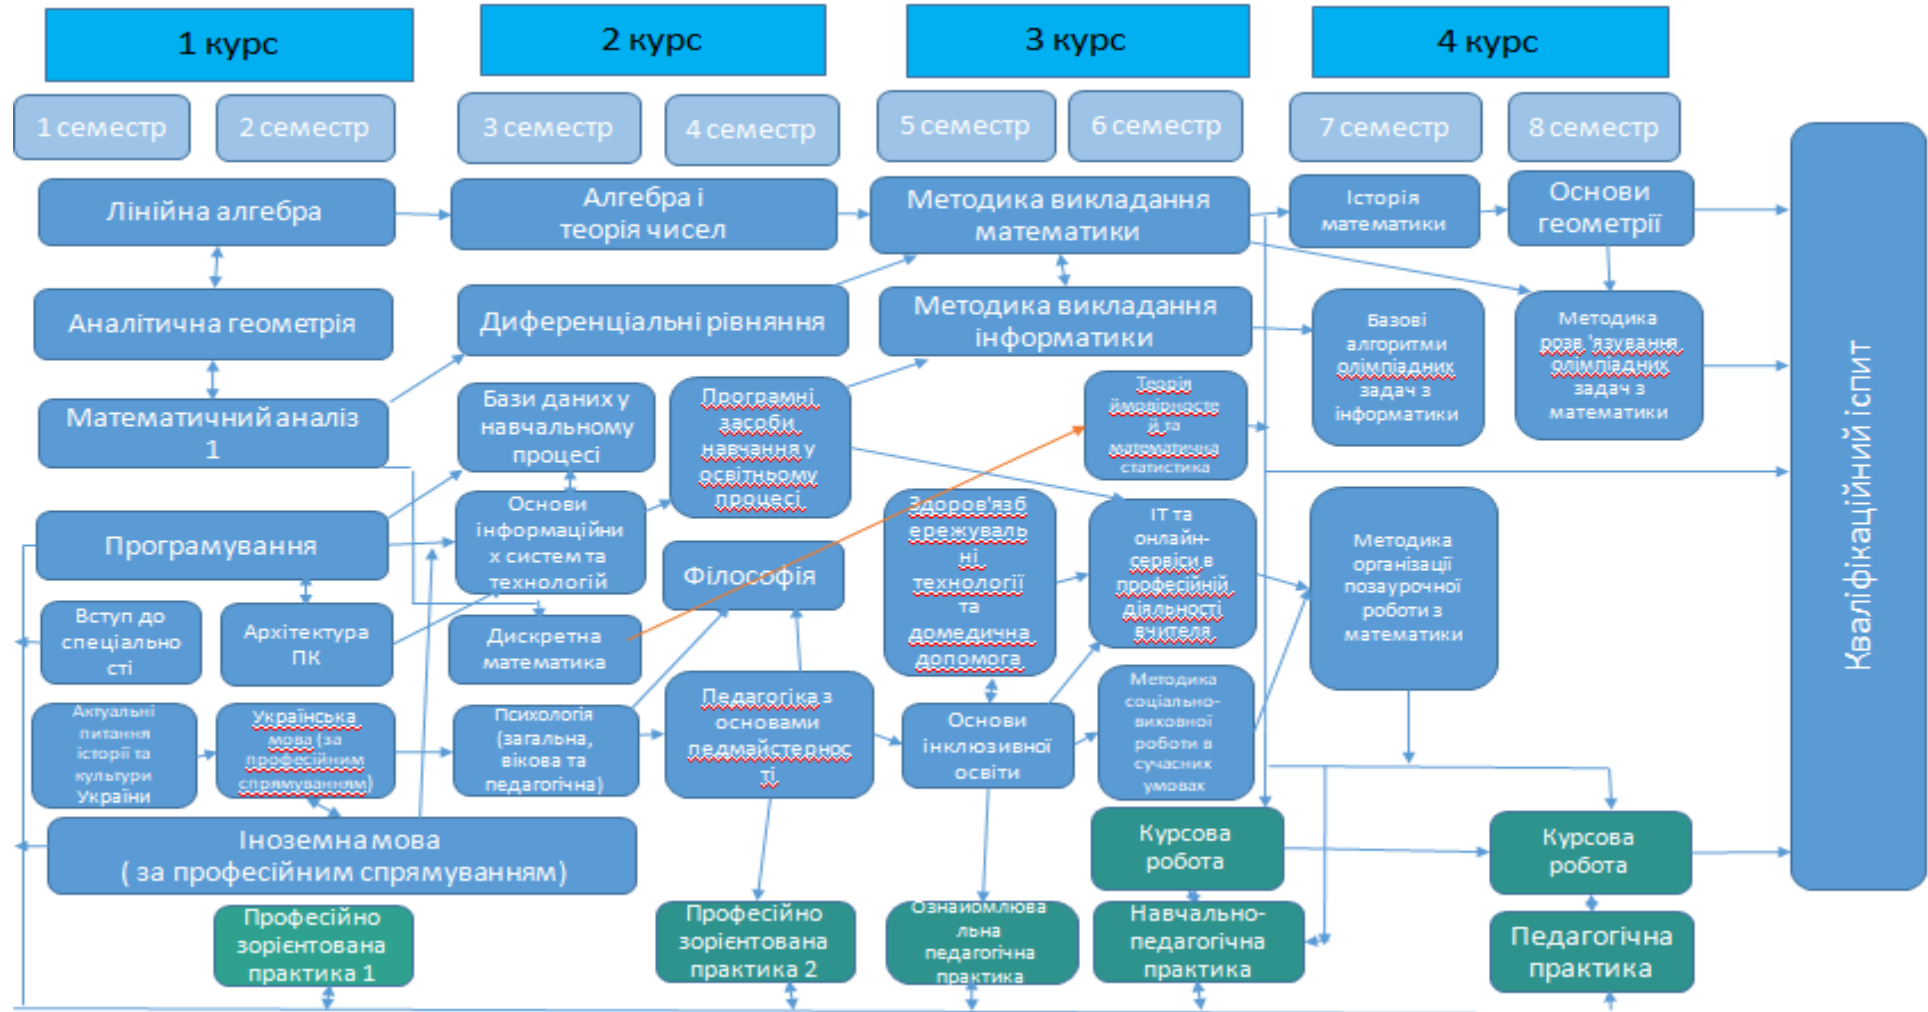 1 курс
2 курс
3 курс
4 курс
1 семестр
2 семестр
3 семестр
4 семестр
5 семестр
6 семестр
7 семестр
8 семестр
Лінійна алгебра
Алгебра і
теорія чисел
Методика викладання
математики
Історія
математики
Основи
геометрії
Аналітична геометрія
Диференціальні рівняння
Методика викладання
інформатики
Базові
алгоритми
олімпіадних
задач з
інформатики
Методика
розв'язування
олімпіадних
задач з
математики
Математичний аналіз
1
Бази даних у
навчальному
процесі
Програмні
засоби
навчання у
освітньому
процесі
Теорія
ймовірносте
й та
математична
статистика
Програмування
Основи
інформаційни
х систем та
технологій
Філософія
Здоров'язб
ережуваль
ні
технології
та
домедична
допомога
ІТ та
онлайн-
сервіси в
професійній
діяльності
вчителя
Методика
організації
позаурочної
роботи з
математики
Вступ до
спеціально
сті
Архітектура
ПК
Дискретна
математика
Актуальні
питання
історії та
культури
України
Українська
мова (за
професійним
спрямуванням)
Психологія
(загальна,
вікова та
педагогічна)
Педагогіка з
основами
педмайстернос
ті
Основи
інклюзивної
освіти
Методика
соціально-
виховної
роботи в
сучасних
умовах
Іноземна мова
( за професійним спрямуванням)
Курсова
робота
Курсова
робота
Професійно
зорієнтована
практика 1
Професійно
зорієнтована
практика 2
Ознайомлюва
льна
педагогічна
практика
Навчально-
педагогічна
практика
Педагогічна
практика
Кваліфікаційний іспит